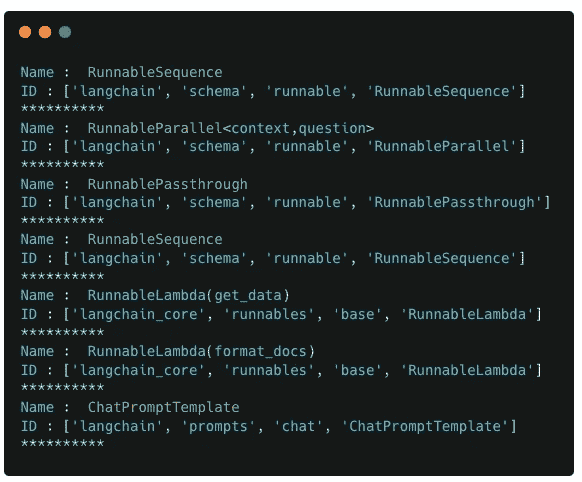 Name :  RunnableSequence
ID : ['langchain', 'schema', 'runnable', 'RunnableSequence']
**********
Name :  RunnableParallel<context,question>
ID : ['langchain', 'schema', 'runnable', 'RunnableParallel']
**********
Name :  RunnablePassthrough
ID : ['langchain', 'schema', 'runnable', 'RunnablePassthrough']
**********
Name :  RunnableSequence
ID : ['langchain', 'schema', 'runnable', 'RunnableSequence']
**********
Name :  RunnableLambda(get_data)
ID : ['langchain_core', 'runnables', 'base', 'RunnableLambda']
**********
Name :  RunnableLambda(format_docs)
ID : ['langchain_core', 'runnables', 'base', 'RunnableLambda']
**********
Name :  ChatPromptTemplate
ID : ['langchain', 'prompts', 'chat', 'ChatPromptTemplate']
**********